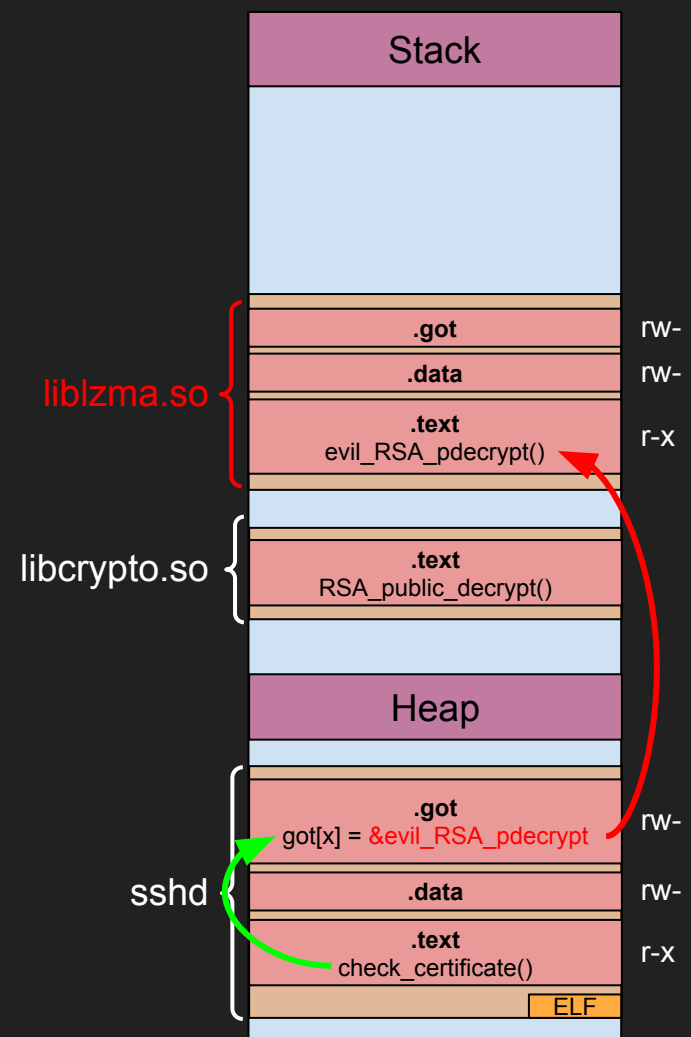 Stack
.got
rw-
.data
rw-
liblzma.so
.text
evil_RSA_pdecrypt()
r-x
libcrypto.so
.text
RSA_public_decrypt()
Heap
.got
got[x] = &evil_RSA_pdecrypt
rw-
sshd
.data
rw-
.text
check_certificate()
r-x
ELF